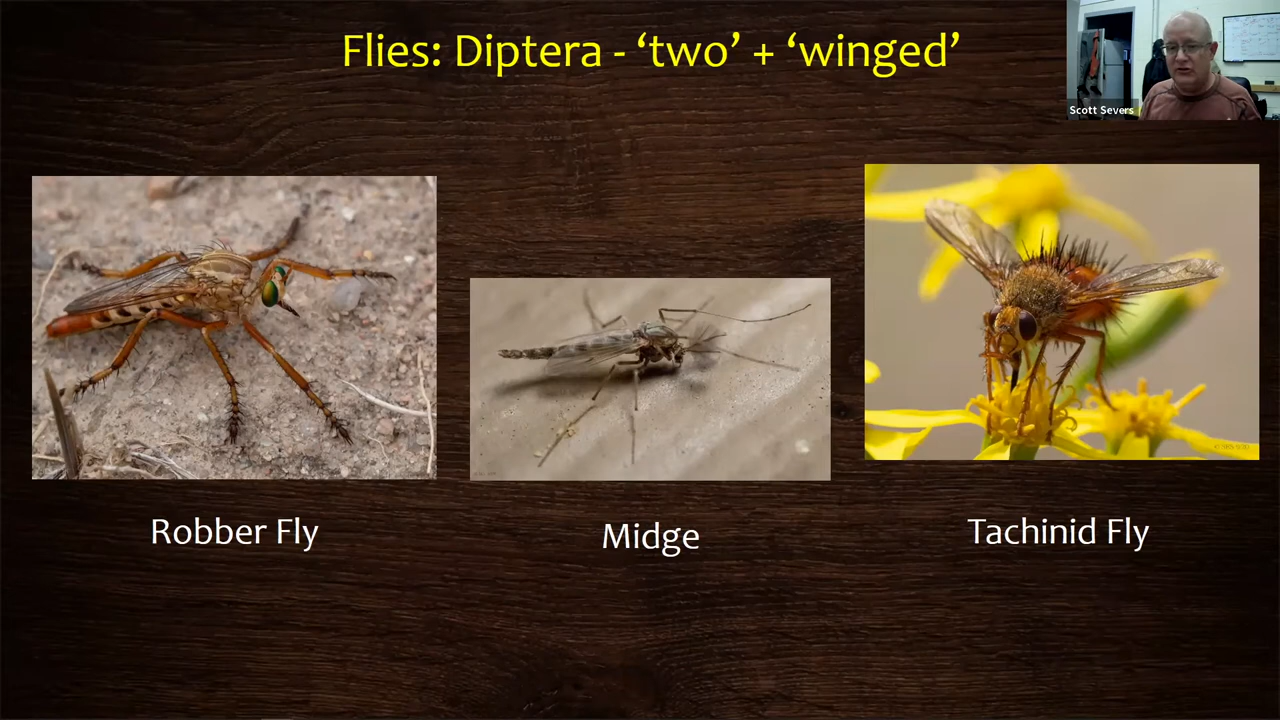 Flies: Diptera - ‘two’ + ‘winged’
Scott Severs
Robber Fly
Midge
Tachinid Fly